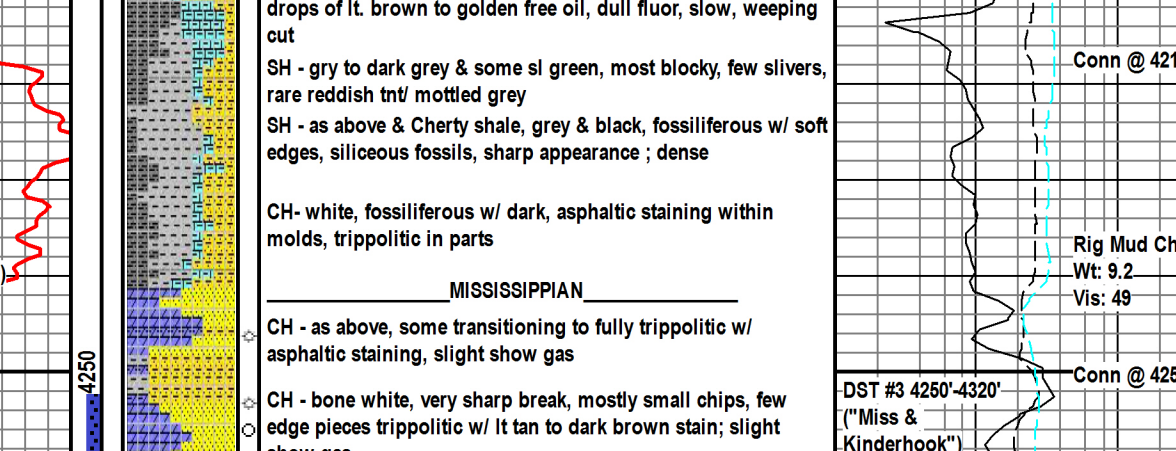 drops of lt. brown to golden free oil, dull fluor, slow, weeping
cut
SH - gry to dark grey & some sl green, most blocky, few slivers,
rare reddish tnt/ mottled grey
SH - as above & Cherty shale, grey & black, fossiliferous w/ soft
edges, siliceous fossils, sharp appearance ; dense
CH- white, fossiliferous w/ dark, asphaltic staining within
molds, trippolitic in parts
MISSISSIPPIAN
CH - as above, some transitioning to fully trippolitic w/
asphaltic staining, slight show gas
CH - bone white, very sharp break, mostly small chips, few
edge pieces trippolitic w/ lt tan to dark brown stain; slight
show gas
4250
)
Conn @ 421
Rig Mud Ch
Wt: 9.2
Vis: 49
Conn @ 425
DST #3 4250'-4320'
("Miss &
Kinderhook")